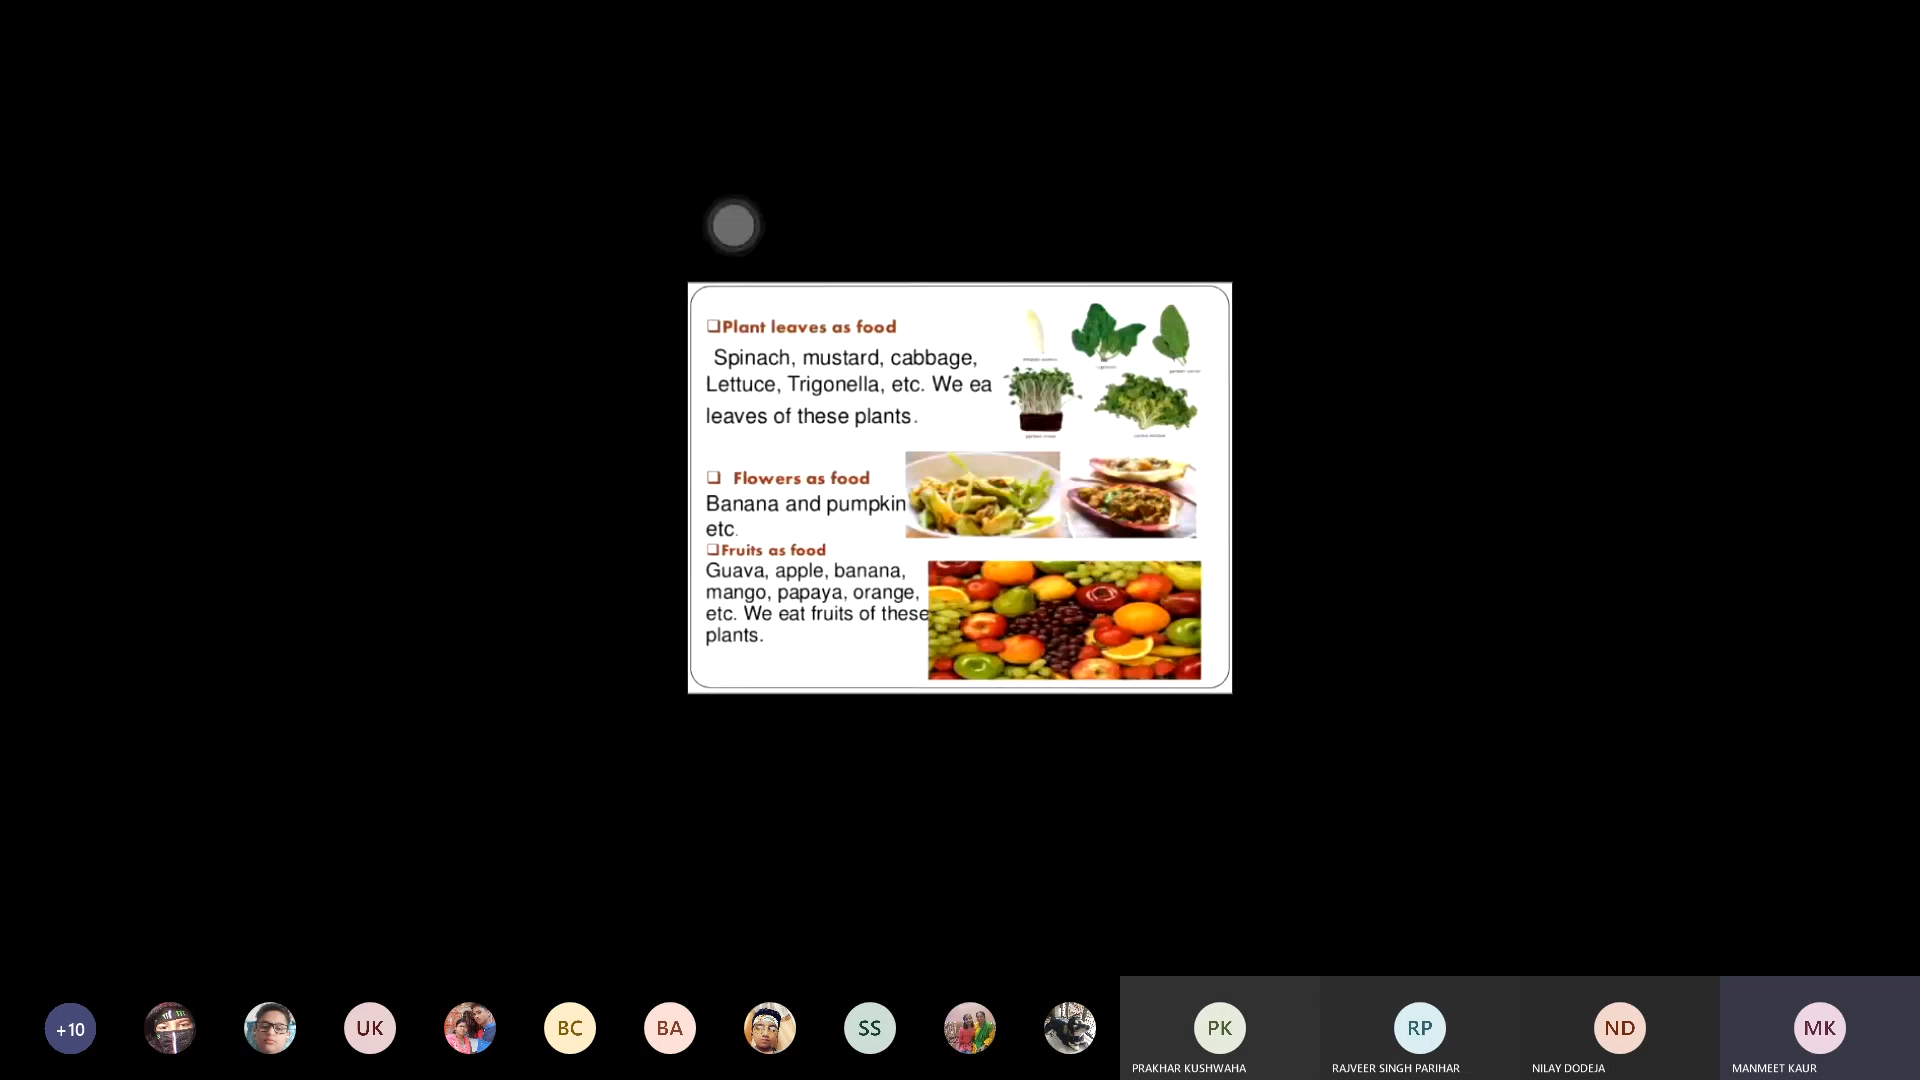 Plant leaves as food
Spinach, mustard, cabbage,
Lettuce, Trigonella, etc. We ea
leaves of these plants.
Flowers as food
Banana and pumpkin
etc.
Fruits as food
Guava, apple, banana,
mango, papaya, orange,
etc. We eat fruits of these
plants.
+10
UK
BC
BA
SS
PK
RP
ND
MK
PRAKHAR KUSHWAHA
RAJVEER SINGH PARIHAR
NILAY DODEJA
MANMEET KAUR